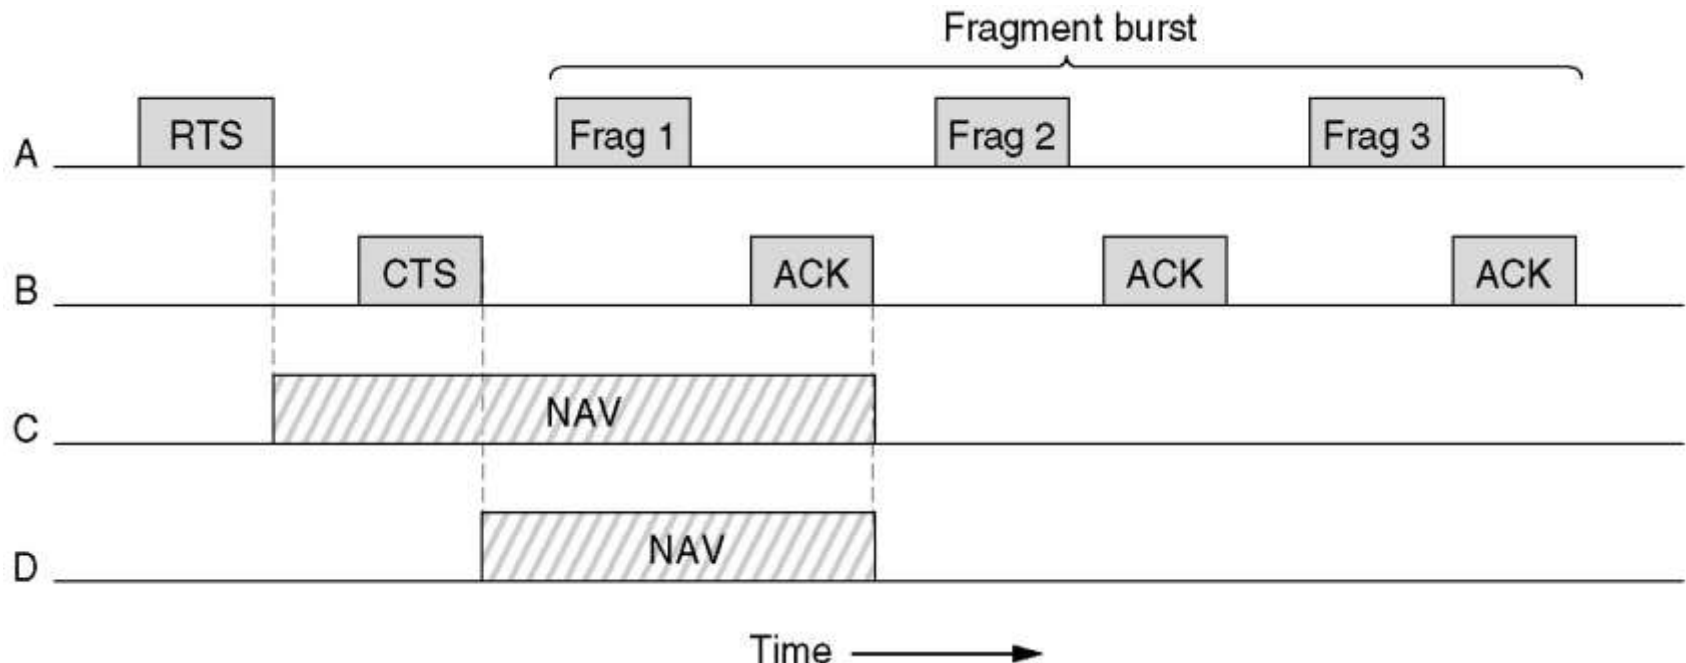 Fragment burst
A RTS Frag 1 Frag 2 Frag 3
B CTS ACK ACK ACK
C NAV
D NAV
Time